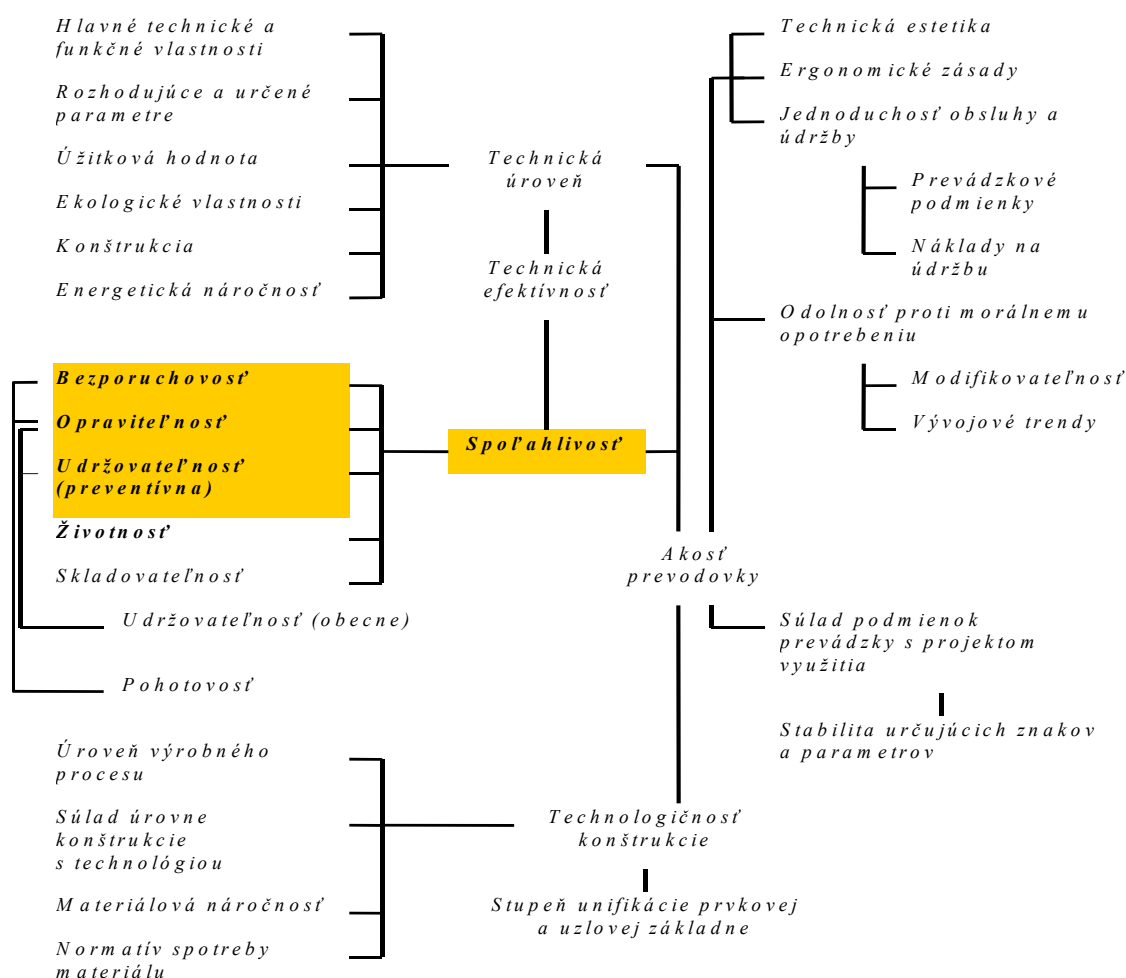 Hlavné technické a
funkčné vlastnosti
Rozhodujúce a určené
parametre
Úžitková hodnota
Ekologické vlastnosti
Konštrukcia
Energetická náročnosť
Technická
úroveň
Technická
efektívnosť
Bezporuchovosť
Opraviteľnosť
Udržovateľnosť
(preventívna)
Životnosť
Skladovateľnosť
Udržovateľnosť (obecne)
Pohotovosť
Spoľahlivosť
Akosť
prevodovky
Úroveň výrobného
procesu
Súlad úrovne
konštrukcie
s technológiou
Materiálová náročnosť
Normatív spotreby
materiálu
Technologičnosť
konštrukcie
Stupeň unifikácie prvkovej
a uzlovej základne
Technická estetika
Ergonomické zásady
Jednoduchosť obsluhy a
údržby
Prevádzkové
podmienky
Náklady na
údržbu
Odolnosť proti morálnemu
opotrebeniu
Modifikovateľnosť
Vývojové trendy
Súlad podmienok
prevádzky s projektom
využitia
Stabilita určujúcich znakov
a parametrov